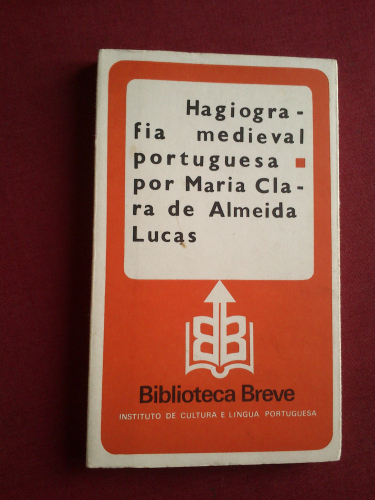 Hagiogra-
fia medieval
portuguesa ■
por Maria Cla-
ra de Almeida
Lucas
BB
Biblioteca Breve
INSTITUTO DE CULTURA E LÍNGUA PORTUGUESA